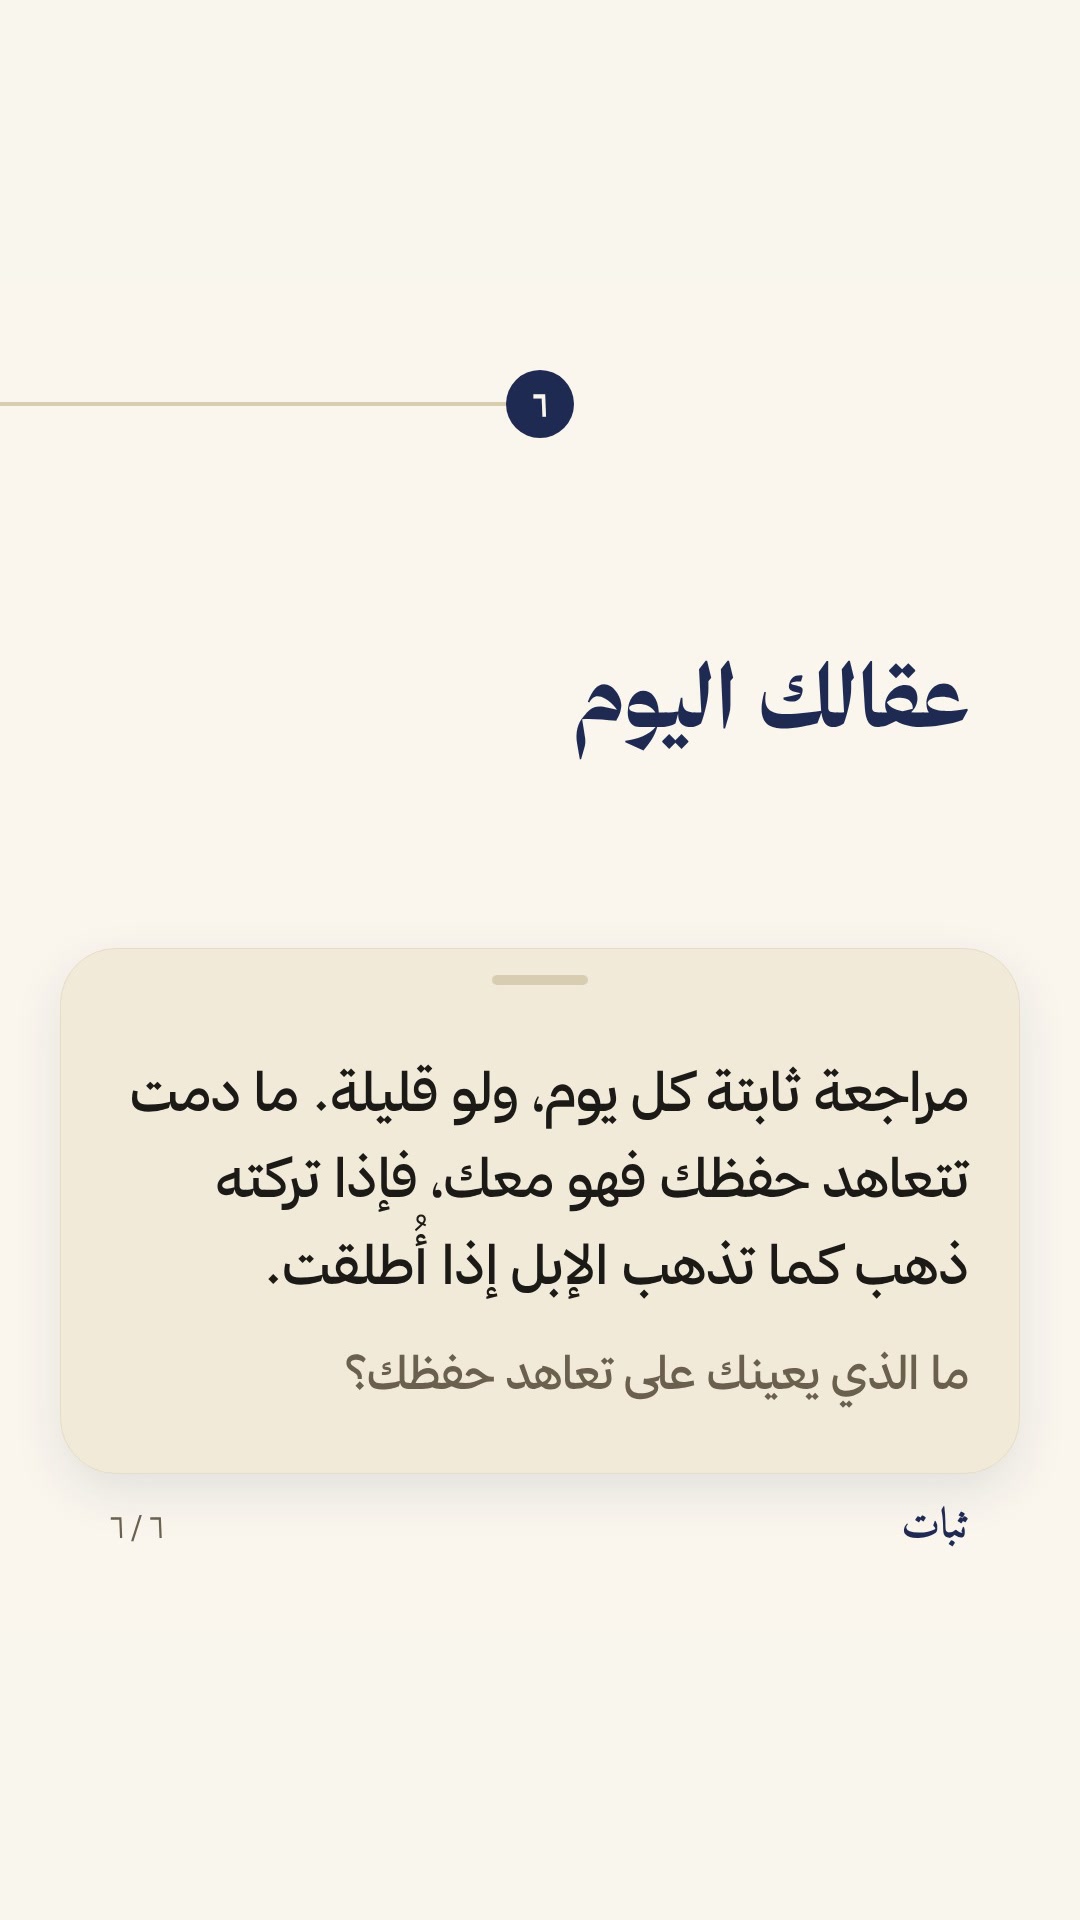 ٦
عقالك اليوم
مراجعة ثابتة كل يوم، ولو قليلة. ما دمت
تتعاهد حفظك فهو معك، فإذا تركته
ذهب كما تذهب الإبل إذا أُطلقت.
ما الذي يعينك على تعاهد حفظك؟
ثبات
٦ / ٦